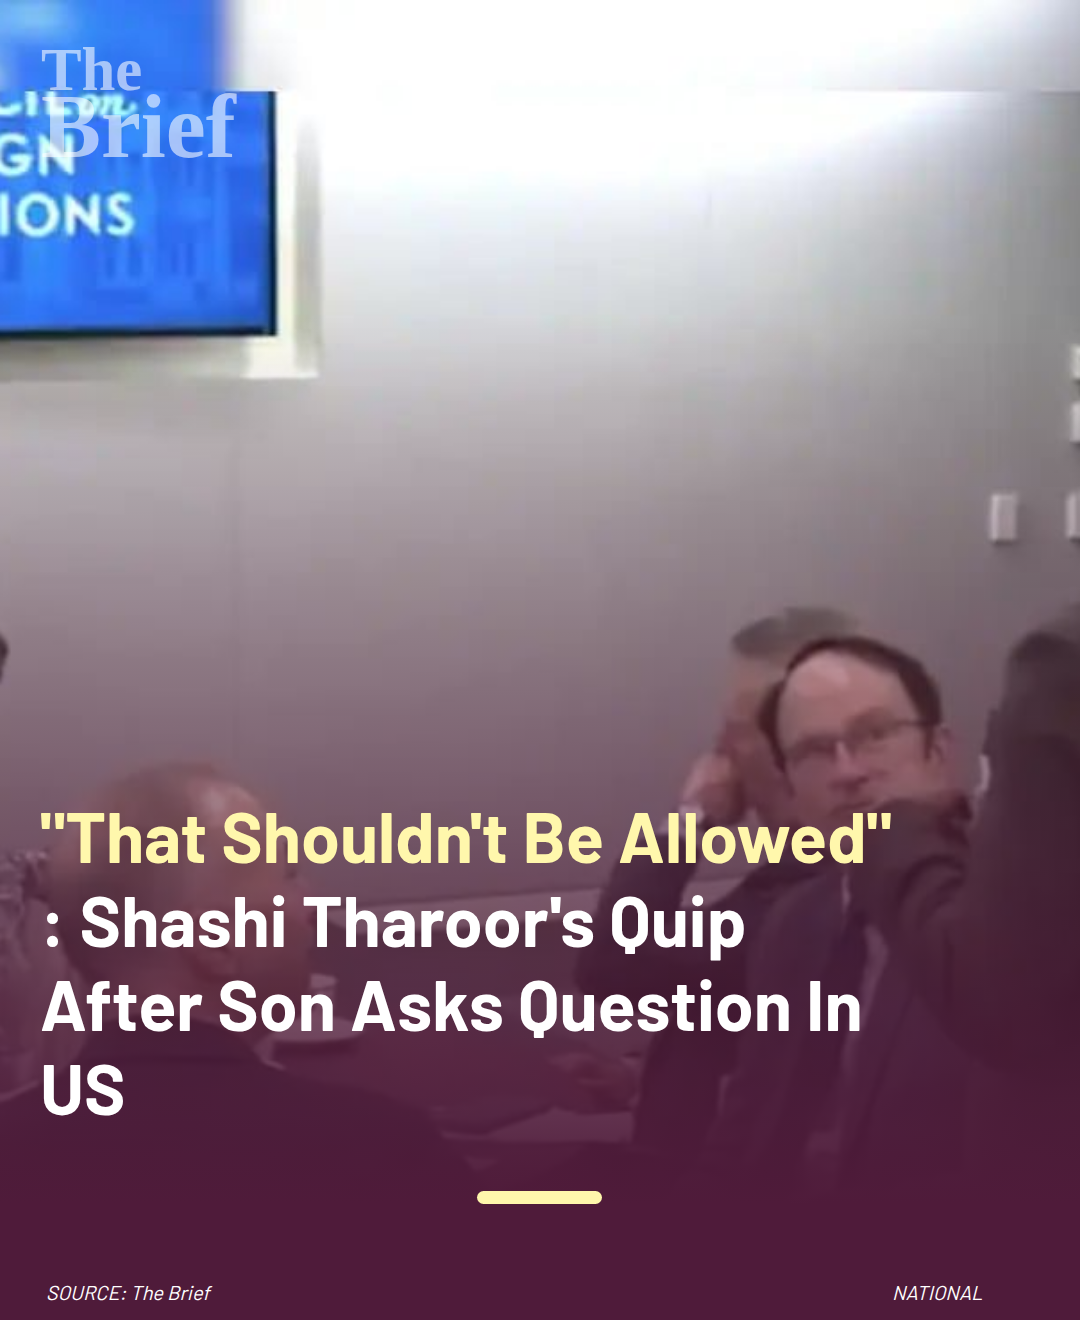 The
Brief
GN
IONS
"That Shouldn't Be Allowed"
: Shashi Tharoor's Quip
After Son Asks Question In
US
SOURCE: The Brief
NATIONAL